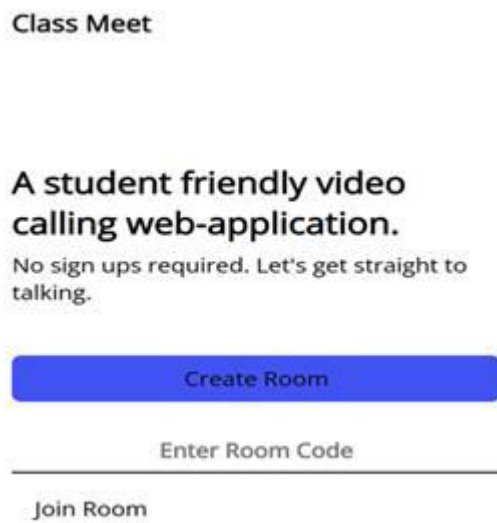 Class Meet
A student friendly video
calling web-application.
No sign ups required. Let's get straight to
talking.
Create Room
Enter Room Code
Join Room